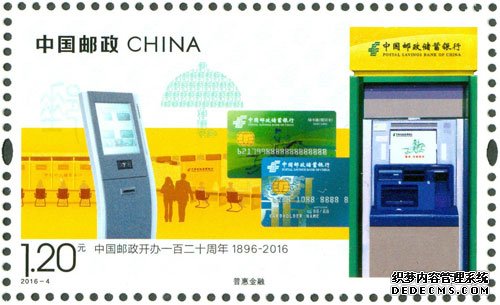 中国邮政 CHINA
中国邮政储蓄银行
POSTAL SAVINGS BANK OF CHINA
中国邮政储蓄银行
中国邮政储蓄银行
CARDHOLDER NAME
中国邮政开办一百二十周年 1896-2016
1.20元
2016-4
普惠金融
织梦内容管理系统
DEDECMS.COM